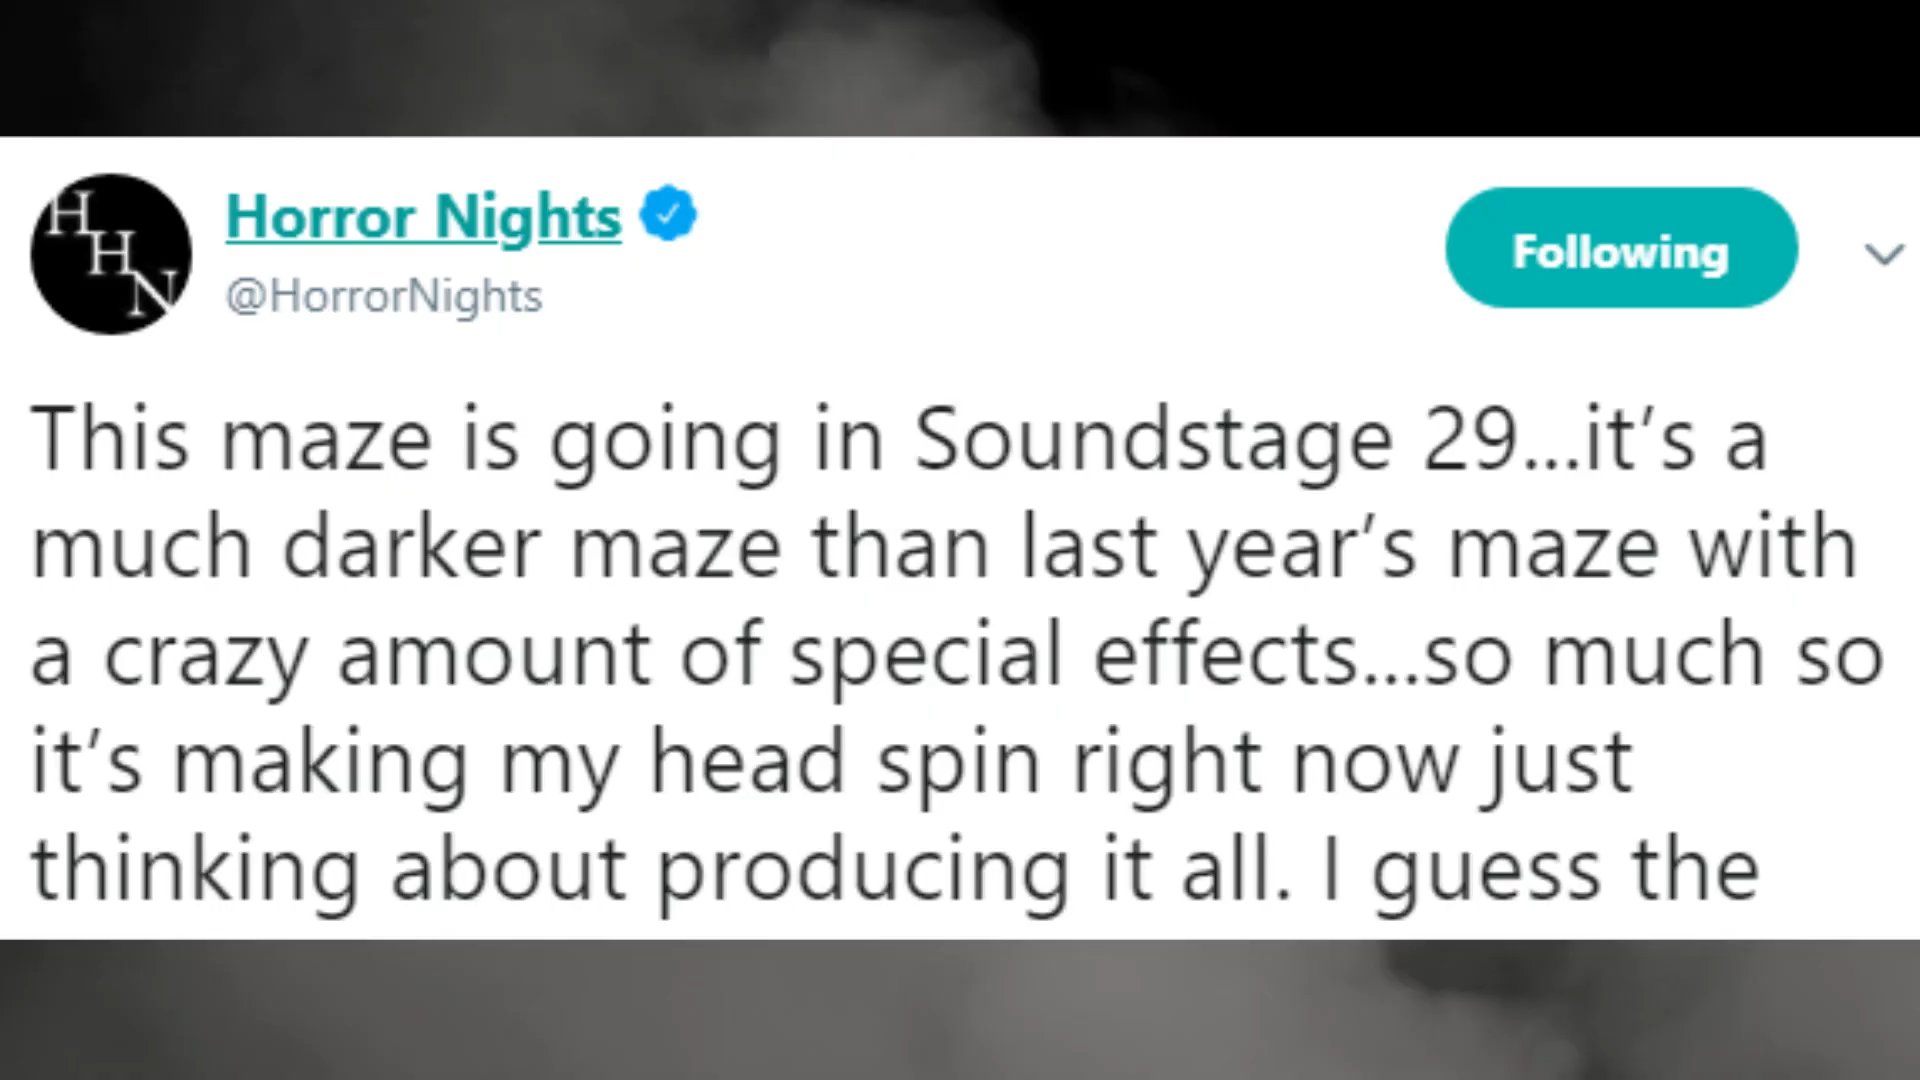 H
H
N
Horror Nights
@HorrorNights
Following
This maze is going in Soundstage 29...it’s a
much darker maze than last year’s maze with
a crazy amount of special effects...so much so
it’s making my head spin right now just
thinking about producing it all. I guess the